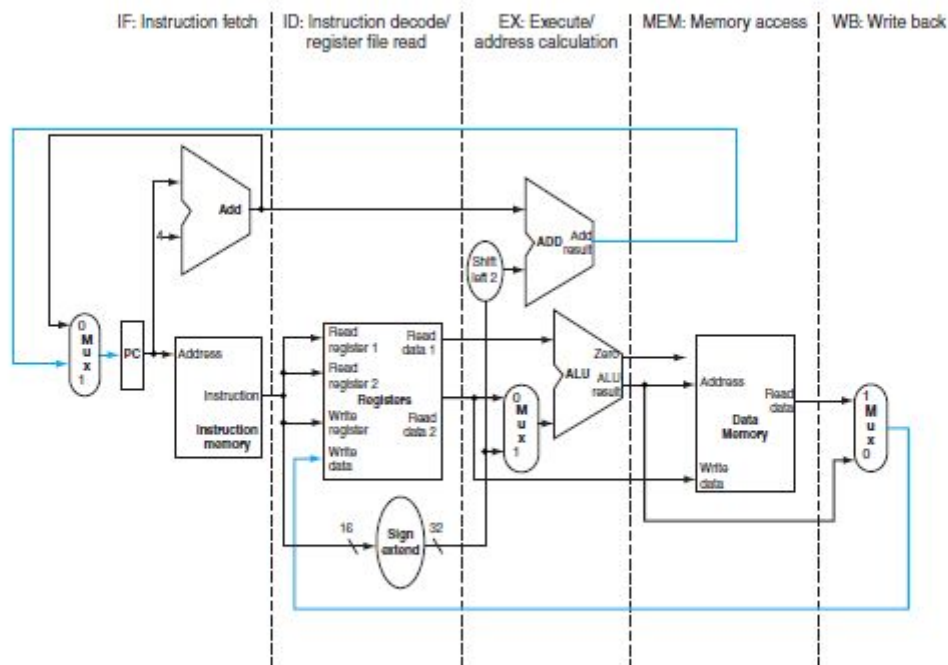 IF: Instruction fetch
ID: Instruction decode/
register file read
EX: Execute/
address calculation
MEM: Memory access
WB: Write back
Add
4
ADD
Add
result
Shift
left 2
0
M
u
x
1
PC
Address
Instruction
Instruction
memory
Read
register 1
Read
register 2
Registers
Write
register
Write
data
Read
data 1
Read
data 2
0
M
u
x
1
Zero
ALU
ALU
result
Address
Read
data
Data
Memory
Write
data
1
M
u
x
0
16
Sign
extend
32